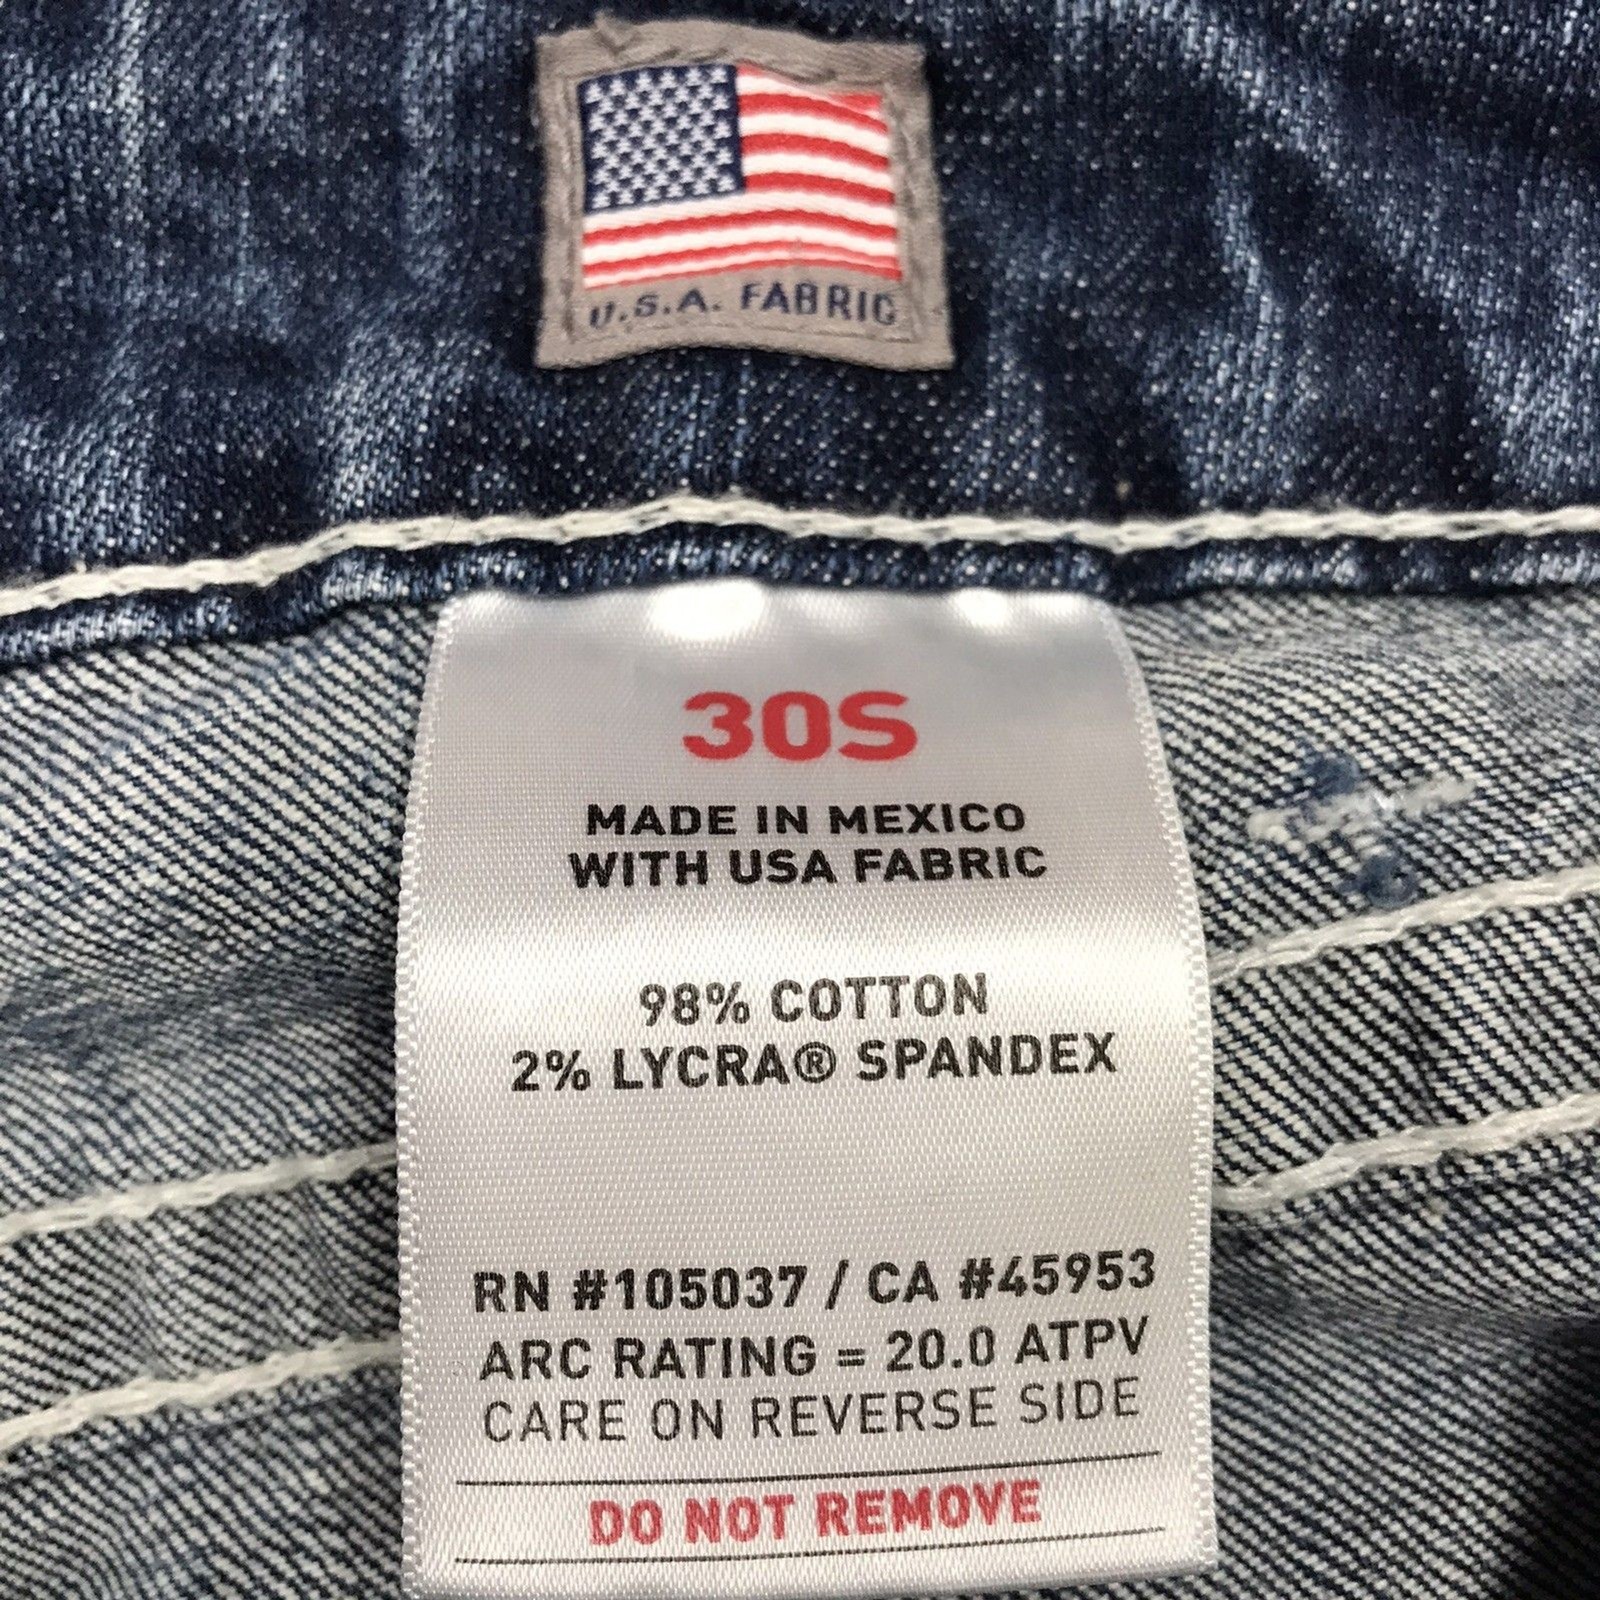 U.S.A. FABRIC
30S
MADE IN MEXICO
WITH USA FABRIC
98% COTTON
2% LYCRA® SPANDEX
RN #105037 / CA #45953
ARC RATING = 20.0 ATPV
CARE ON REVERSE SIDE
DO NOT REMOVE